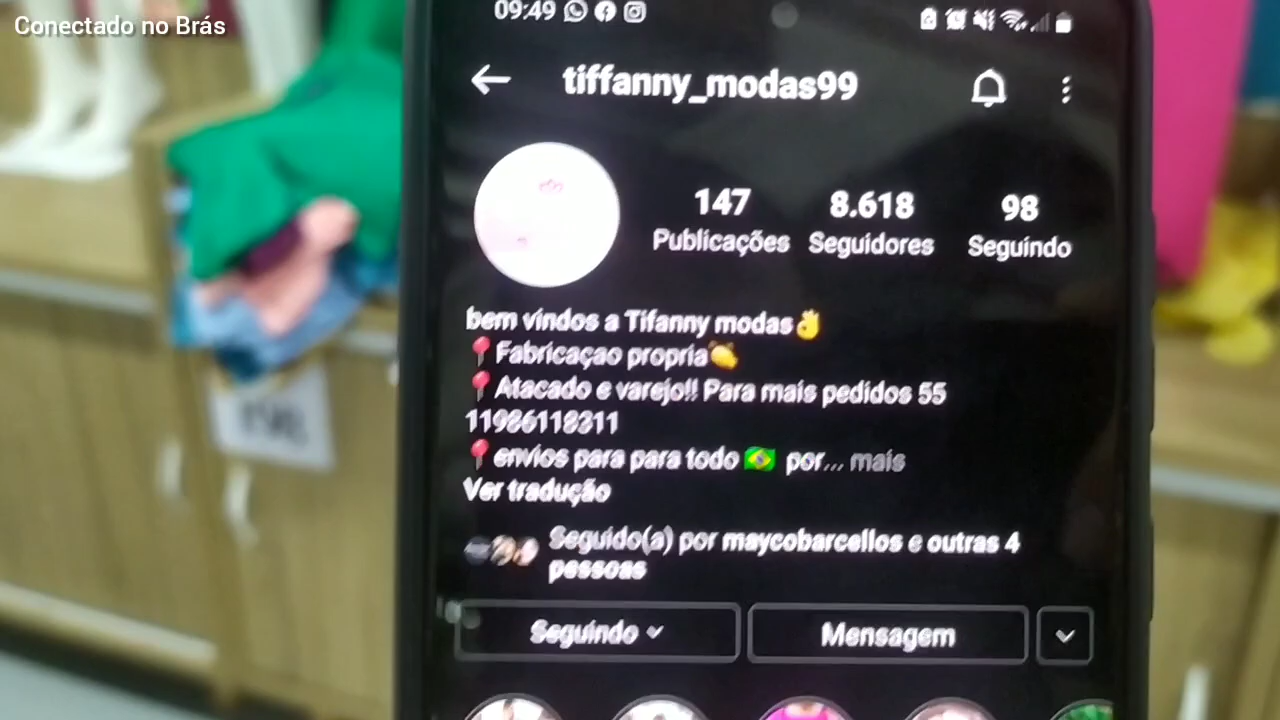 Conectado no Brás
09:49
tiffanny_modas99
147
8.618
98
Publicações
Seguidores
Seguindo
bem vindos a Tifanny modas👌
📍Fabricaçao propria
📍Atacado e varejo!! Para mais pedidos 55
11986118311
📍envios para para todo 🇧🇷 por... mais
Ver tradução
Seguido(a) por maycobarcellos e outras 4
pessoas
Seguindo
Mensagem